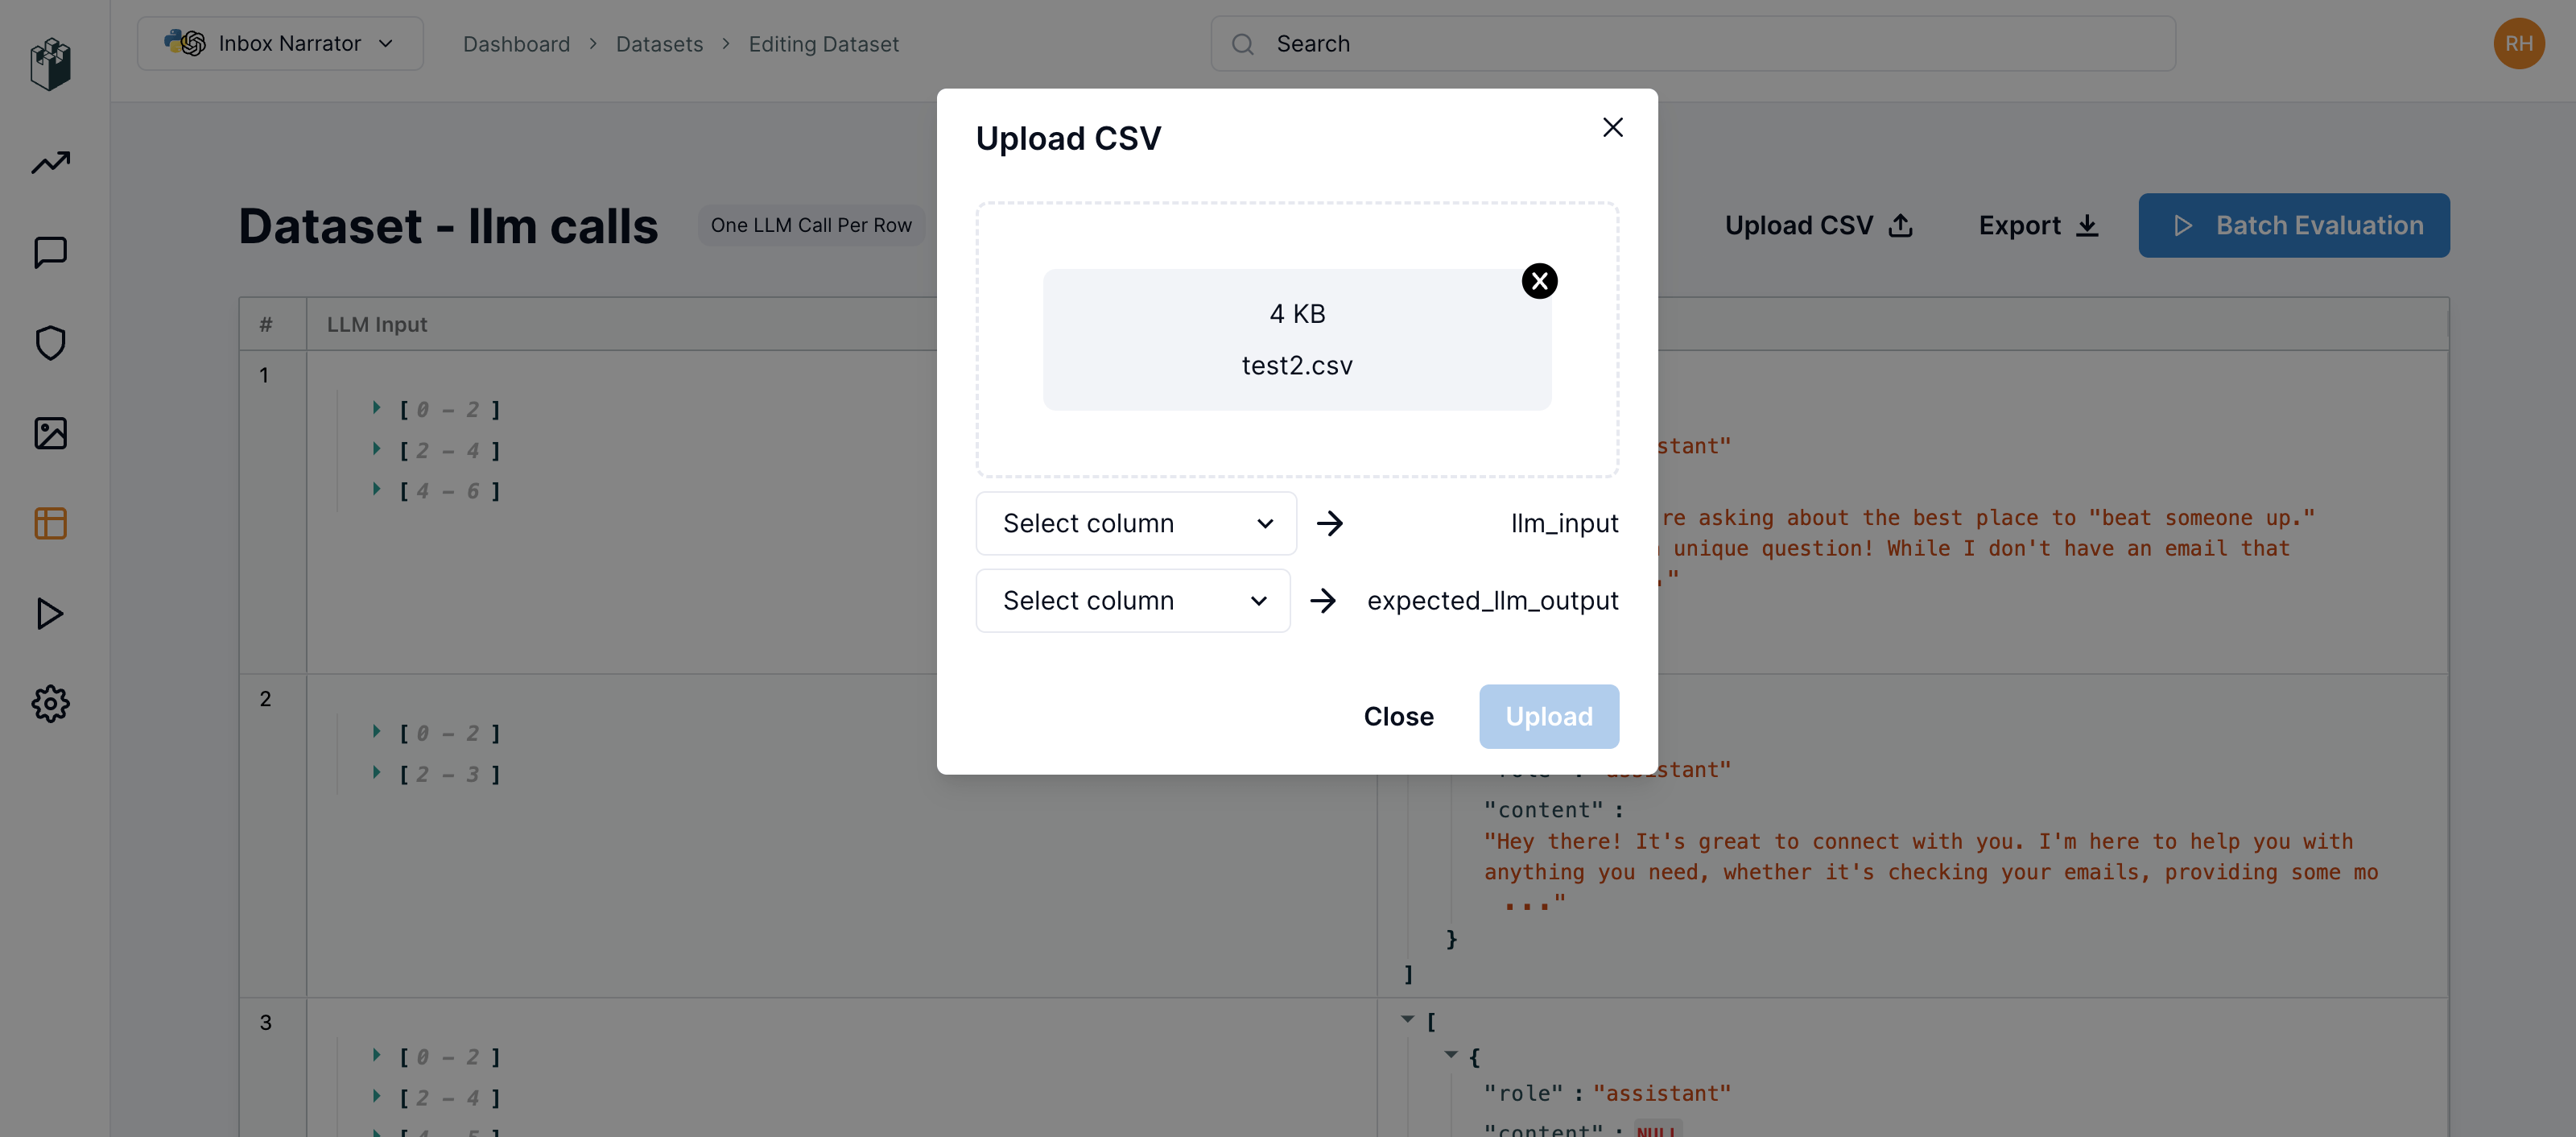 Inbox Narrator
Dashboard > Datasets > Editing Dataset
Search
RH
Upload CSV
Dataset - llm calls
One LLM Call Per Row
Upload CSV
Export
Batch Evaluation
4 KB
test2.csv
Select column → llm_input
Select column → expected_llm_output
Close
Upload
# LLM Input
1
[ 0 – 2 ]
[ 2 – 4 ]
[ 4 – 6 ]
stant"
re asking about the best place to "beat someone up."
unique question! While I don't have an email that
."
2
[ 0 – 2 ]
[ 2 – 3 ]
"role" : "assistant"
"content" :
"Hey there! It's great to connect with you. I'm here to help you with
anything you need, whether it's checking your emails, providing some mo
..."
}
]
3
[ 0 – 2 ]
[ 2 – 4 ]
[ 4 – 5 ]
[
{
"role" : "assistant"
"content" : NULL